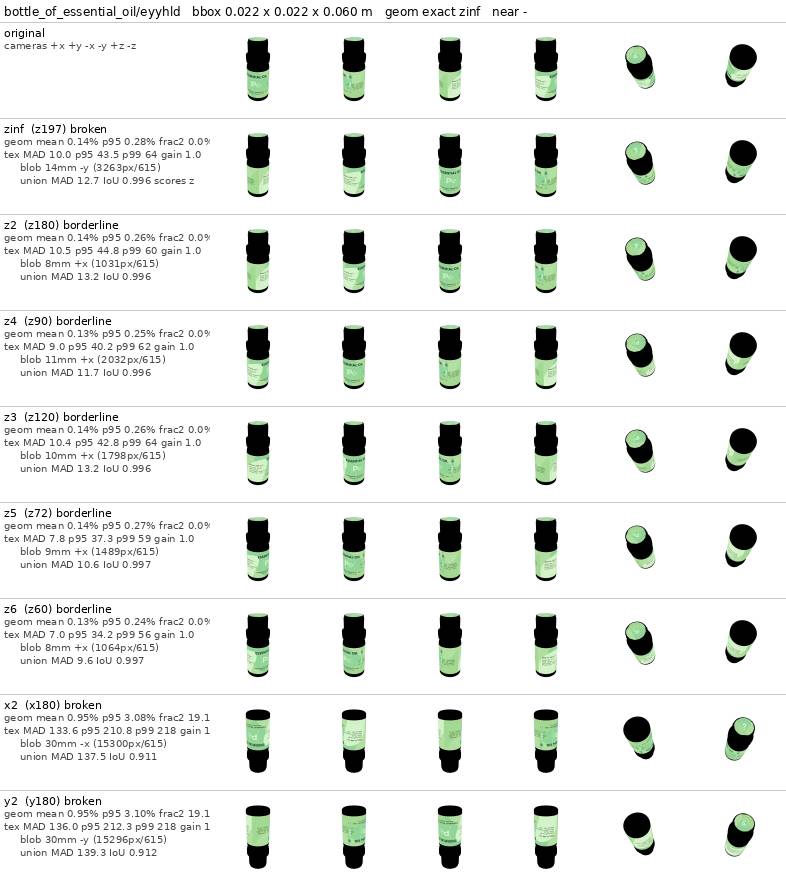 bottle_of_essential_oil/eyyhld bbox 0.022 x 0.022 x 0.060 m geom exact zinf near -
original
cameras +x +y -x -y +z -z
zinf (z197) broken
geom mean 0.14% p95 0.28% frac2 0.0%
tex MAD 10.0 p95 43.5 p99 64 gain 1.0
blob 14mm -y (3263px/615)
union MAD 12.7 IoU 0.996 scores z
z2 (z180) borderline
geom mean 0.14% p95 0.26% frac2 0.0%
tex MAD 10.5 p95 44.8 p99 60 gain 1.0
blob 8mm +x (1031px/615)
union MAD 13.2 IoU 0.996
z4 (z90) borderline
geom mean 0.13% p95 0.25% frac2 0.0%
tex MAD 9.0 p95 40.2 p99 62 gain 1.0
blob 11mm +x (2032px/615)
union MAD 11.7 IoU 0.996
z3 (z120) borderline
geom mean 0.14% p95 0.26% frac2 0.0%
tex MAD 10.4 p95 42.8 p99 64 gain 1.0
blob 10mm +x (1798px/615)
union MAD 13.2 IoU 0.996
z5 (z72) borderline
geom mean 0.14% p95 0.27% frac2 0.0%
tex MAD 7.8 p95 37.3 p99 59 gain 1.0
blob 9mm +x (1489px/615)
union MAD 10.6 IoU 0.997
z6 (z60) borderline
geom mean 0.13% p95 0.24% frac2 0.0%
tex MAD 7.0 p95 34.2 p99 56 gain 1.0
blob 8mm +x (1064px/615)
union MAD 9.6 IoU 0.997
x2 (x180) broken
geom mean 0.95% p95 3.08% frac2 19.1
tex MAD 133.6 p95 210.8 p99 218 gain 1
blob 30mm -x (15300px/615)
union MAD 137.5 IoU 0.911
y2 (y180) broken
geom mean 0.95% p95 3.10% frac2 19.1
tex MAD 136.0 p95 212.3 p99 218 gain 1
blob 30mm -y (15296px/615)
union MAD 139.3 IoU 0.912